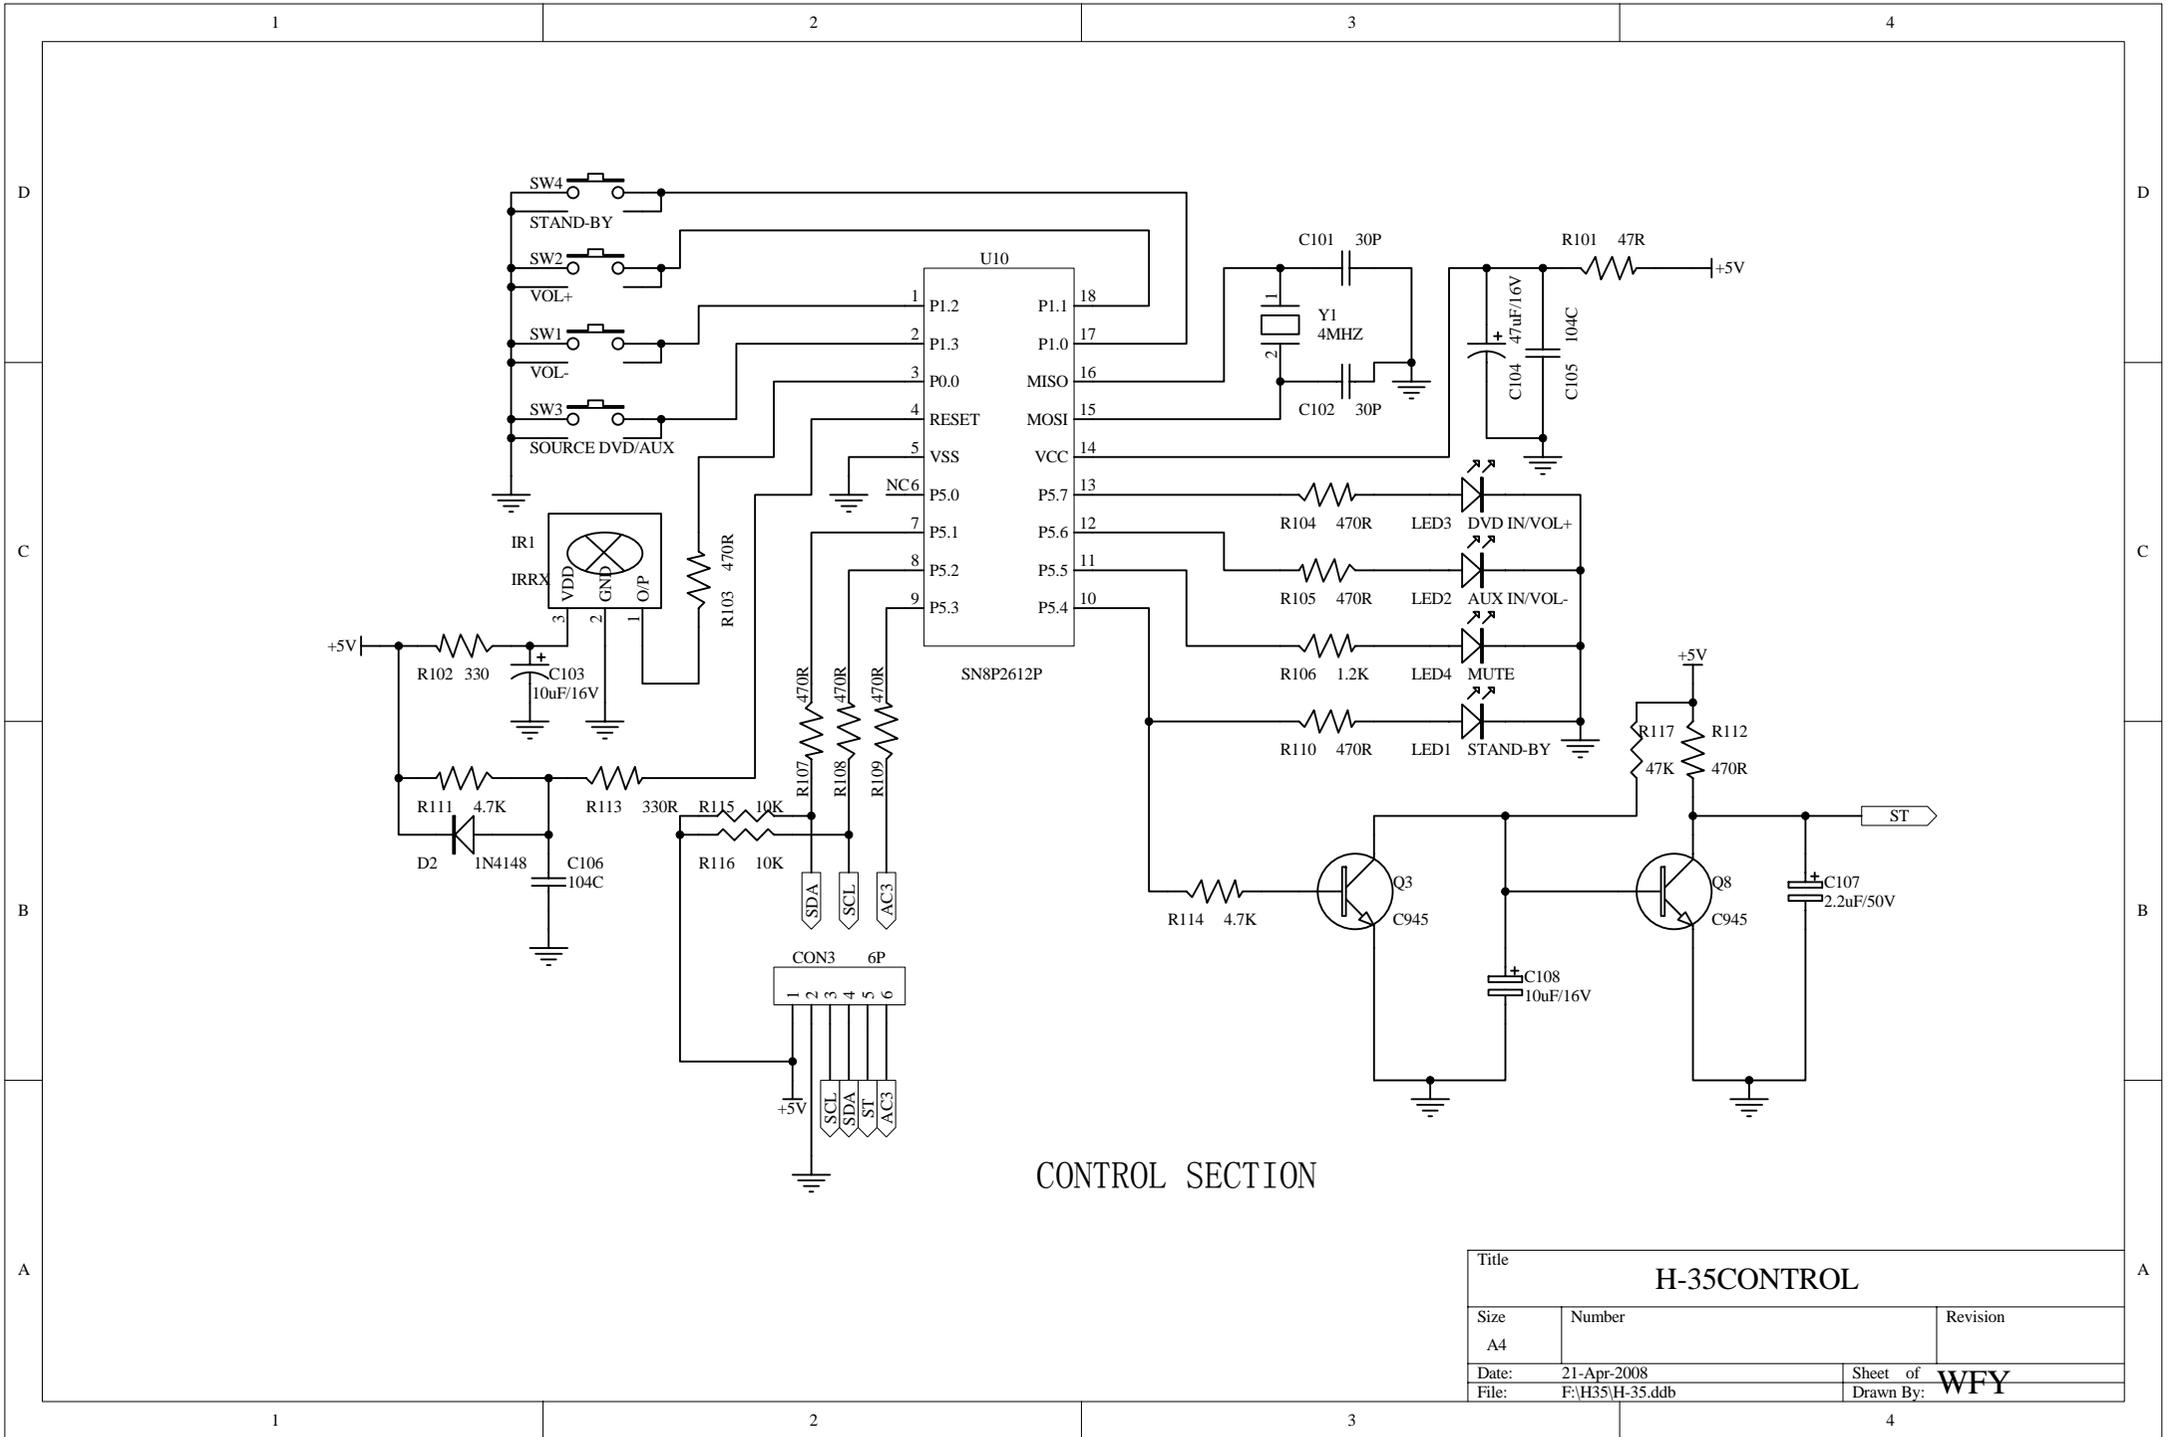 1 2 3 4
D D
C C
B B
A A
1 2 3 4
SW4
STAND-BY
SW2
VOL+
SW1
VOL-
SW3
SOURCE DVD/AUX
U10
1 P1.2
2 P1.3
3 P0.0
4 RESET
5 VSS
NC 6 P5.0
7 P5.1
8 P5.2
9 P5.3
P1.1 18
P1.0 17
MISO 16
MOSI 15
VCC 14
P5.7 13
P5.6 12
P5.5 11
P5.4 10
SN8P2612P
C101 30P
1
Y1
4MHZ
2
C102 30P
R101 47R
+5V
C104 47uF/16V
C105 104C
R104 470R LED3 DVD IN/VOL+
R105 470R LED2 AUX IN/VOL-
R106 1.2K LED4 MUTE
R110 470R LED1 STAND-BY
IR1
IRRX
VDD GND O/P
3 2 1
R103 470R
+5V
R102 330
C103
10uF/16V
R111 4.7K
R113 330R
D2 1N4148
C106
104C
R107 470R
R108 470R
R109 470R
R115 10K
R116 10K
SDA SCL AC3
CON3 6P
1 2 3 4 5 6
+5V
SCL SDA ST AC3
R114 4.7K
Q3
C945
C108
10uF/16V
+5V
R117
47K
R112
470R
Q8
C945
C107
2.2uF/50V
ST
CONTROL SECTION
Title
H-35CONTROL
Size Number Revision
A4
Date: 21-Apr-2008 Sheet of
File: F:\H35\H-35.ddb Drawn By: WFY